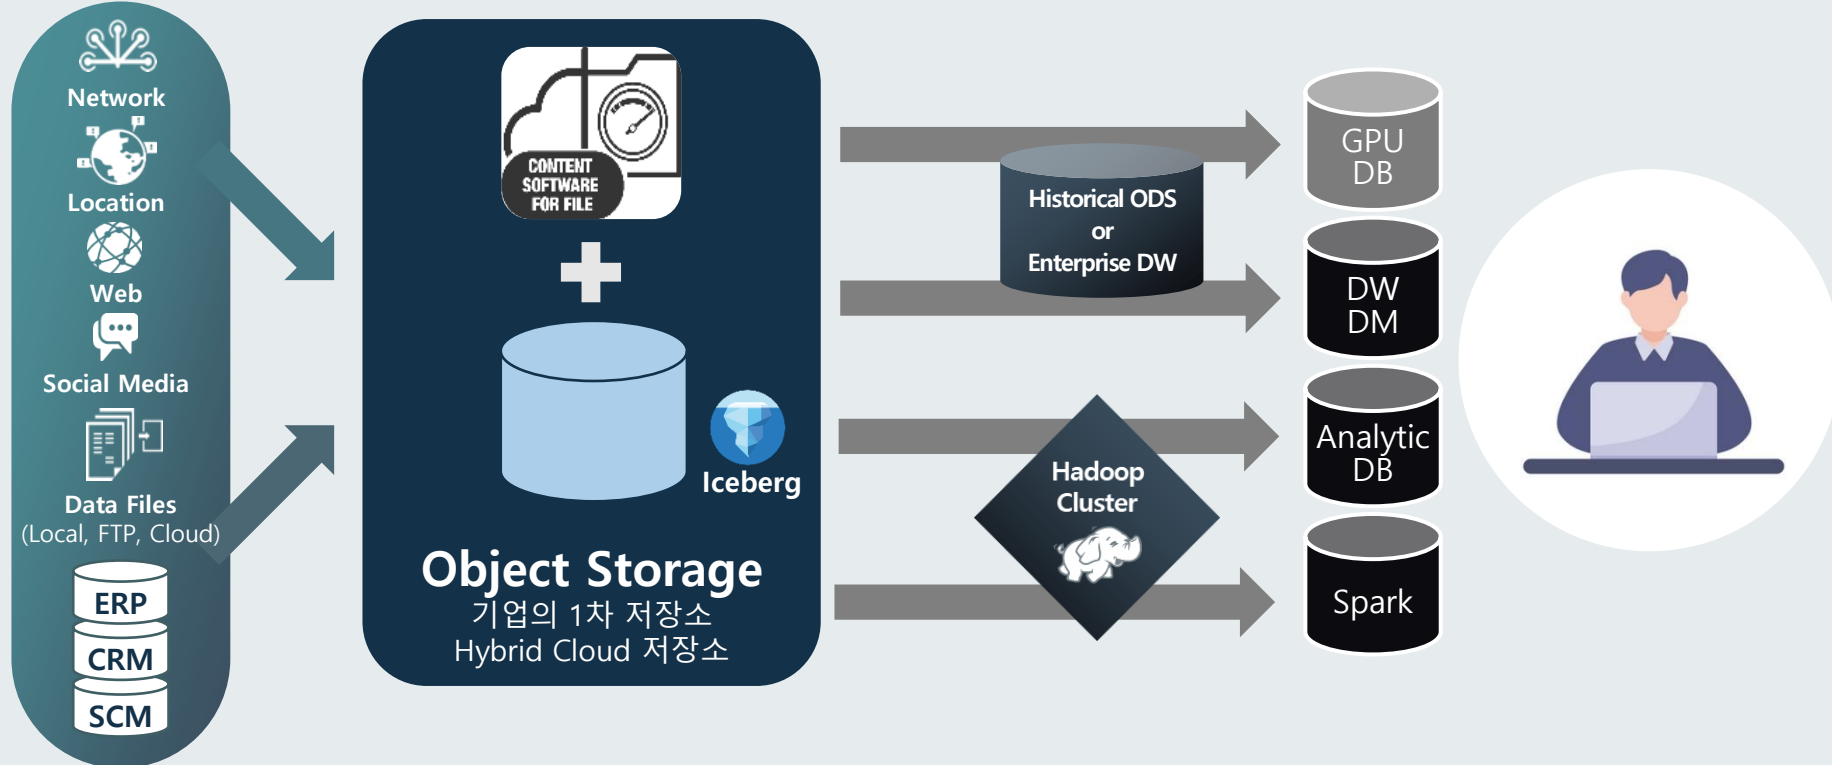 Network
Location
Web
Social Media
Data Files
(Local, FTP, Cloud)
ERP
CRM
SCM
CONTENT
SOFTWARE
FOR FILE
Iceberg
Object Storage
기업의 1차 저장소
Hybrid Cloud 저장소
Historical ODS
or
Enterprise DW
Hadoop
Cluster
GPU
DB
DW
DM
Analytic
DB
Spark